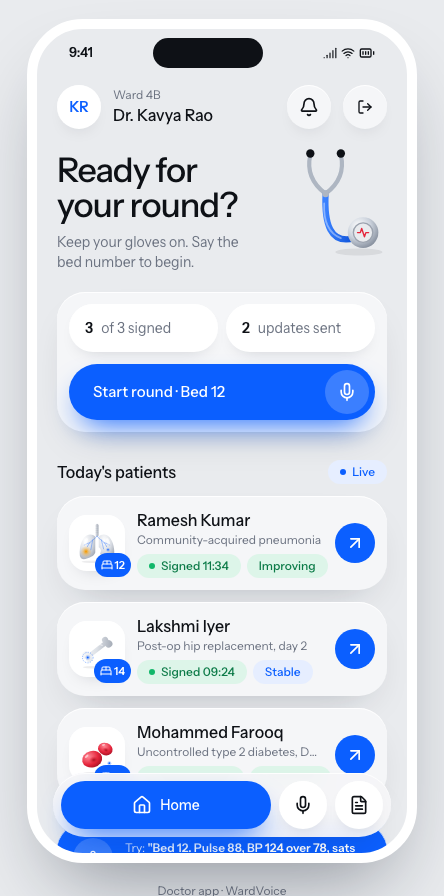 9:41
KR
Ward 4B
Dr. Kavya Rao
Ready for
your round?
Keep your gloves on. Say the
bed number to begin.
3 of 3 signed
2 updates sent
Start round · Bed 12
Today's patients
Live
Ramesh Kumar
Community-acquired pneumonia
12
Signed 11:34
Improving
Lakshmi Iyer
Post-op hip replacement, day 2
14
Signed 09:24
Stable
Mohammed Farooq
Uncontrolled type 2 diabetes, D...
Home
Try: "Bed 12. Pulse 88, BP 124 over 78, sats
Doctor app · WardVoice